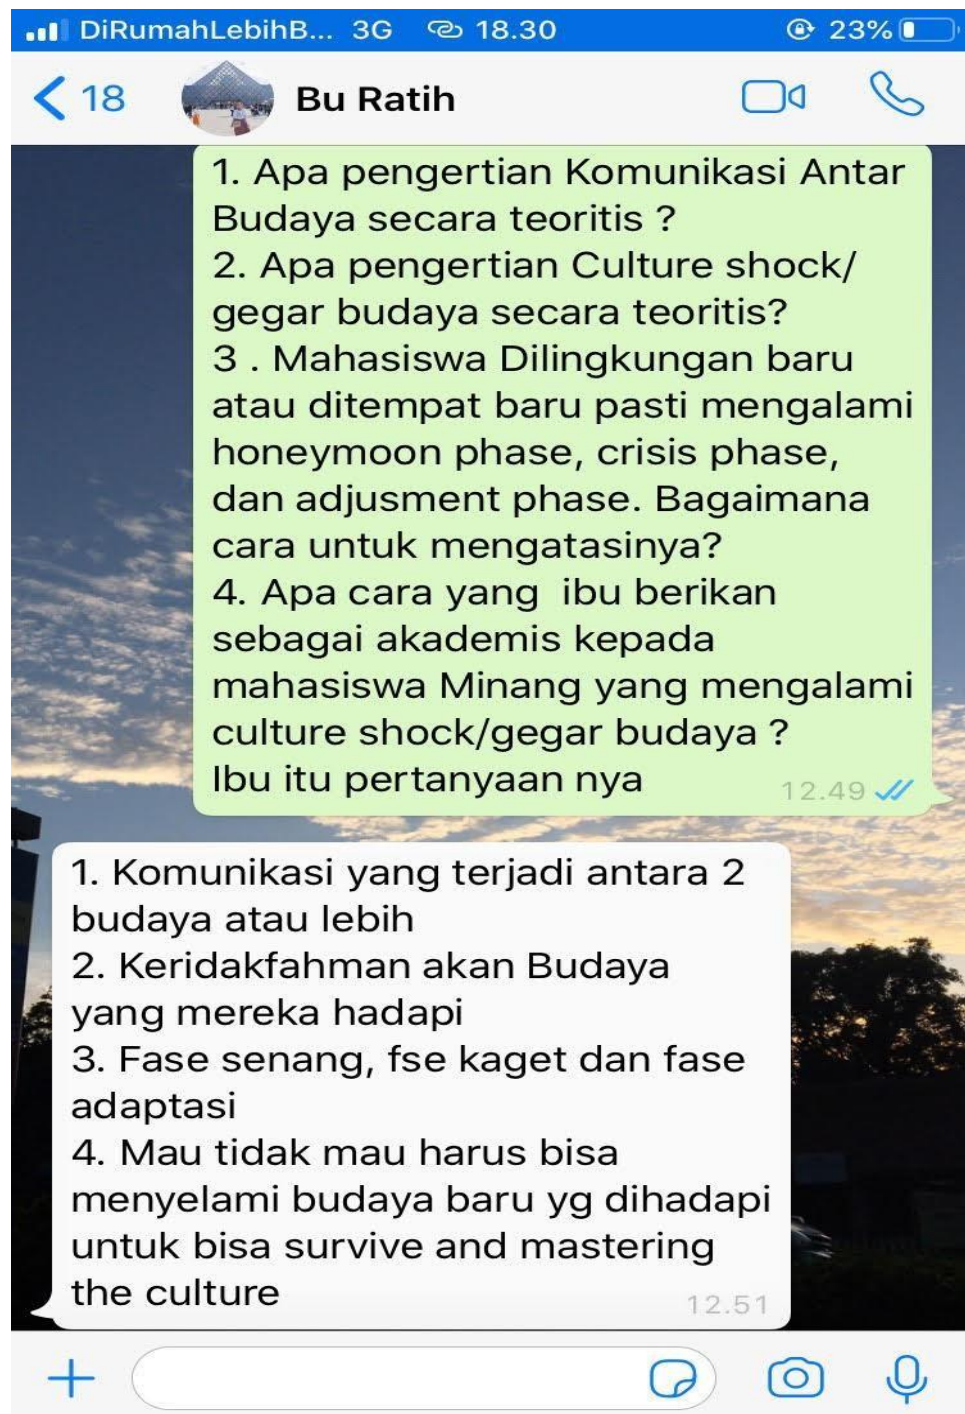 DiRumahLebihB... 3G 18.30 23%
18 Bu Ratih
1. Apa pengertian Komunikasi Antar
Budaya secara teoritis ?
2. Apa pengertian Culture shock/
gegar budaya secara teoritis?
3 . Mahasiswa Dilingkungan baru
atau ditempat baru pasti mengalami
honeymoon phase, crisis phase,
dan adjusment phase. Bagaimana
cara untuk mengatasinya?
4. Apa cara yang  ibu berikan
sebagai akademis kepada
mahasiswa Minang yang mengalami
culture shock/gegar budaya ?
Ibu itu pertanyaan nya
12.49
1. Komunikasi yang terjadi antara 2
budaya atau lebih
2. Keridakfahman akan Budaya
yang mereka hadapi
3. Fase senang, fse kaget dan fase
adaptasi
4. Mau tidak mau harus bisa
menyelami budaya baru yg dihadapi
untuk bisa survive and mastering
the culture
12.51